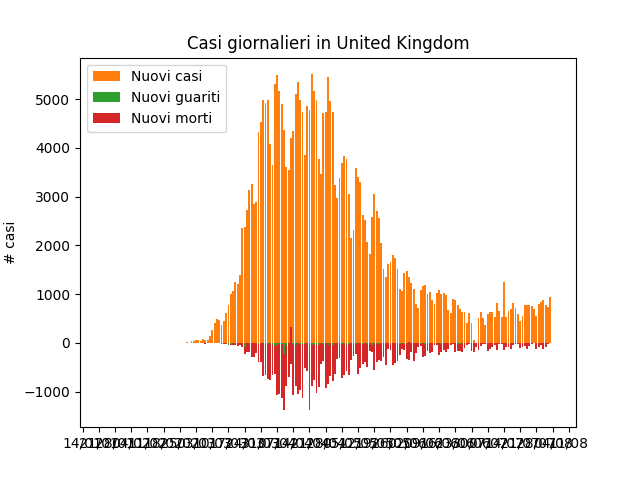 Casi giornalieri in United Kingdom
Nuovi casi
Nuovi guariti
Nuovi morti
# casi
5000
4000
3000
2000
1000
0
−1000